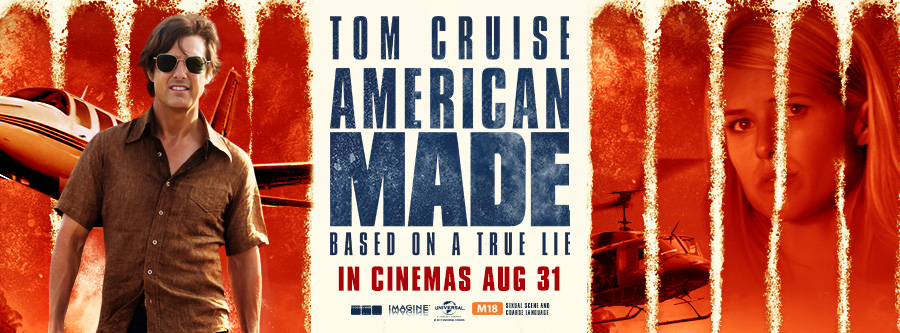 TOM CRUISE
AMERICAN
MADE
BASED ON A TRUE LIE
IN CINEMAS AUG 31
IMAGINE
UNIVERSAL
M18
SEXUAL SCENE AND
COARSE LANGUAGE